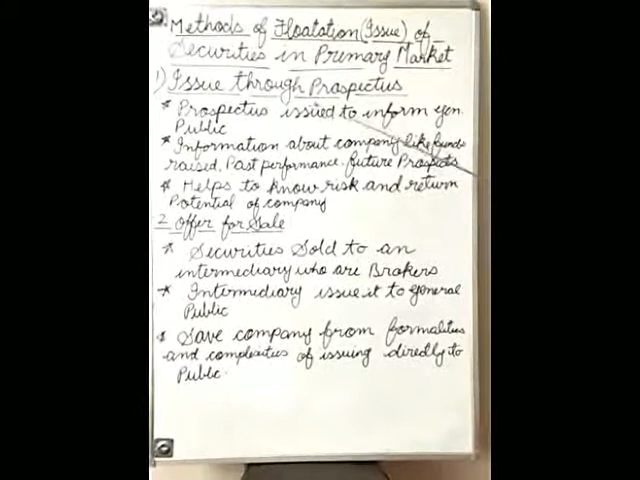 Methods of Floatation (Issue) of
Securities in Primary Market
1) Issue through Prospectus
* Prospectus issued to inform gen.
Public
* Information about company like funds
raised, Past performance, future Prospects
* Helps to know risk and return
Potential of company
2 Offer for Sale
* Securities Sold to an
intermediary who are Brokers
* Intermediary issue it to general
Public
* Save company from formalities
and complexities of issuing directly to
Public.